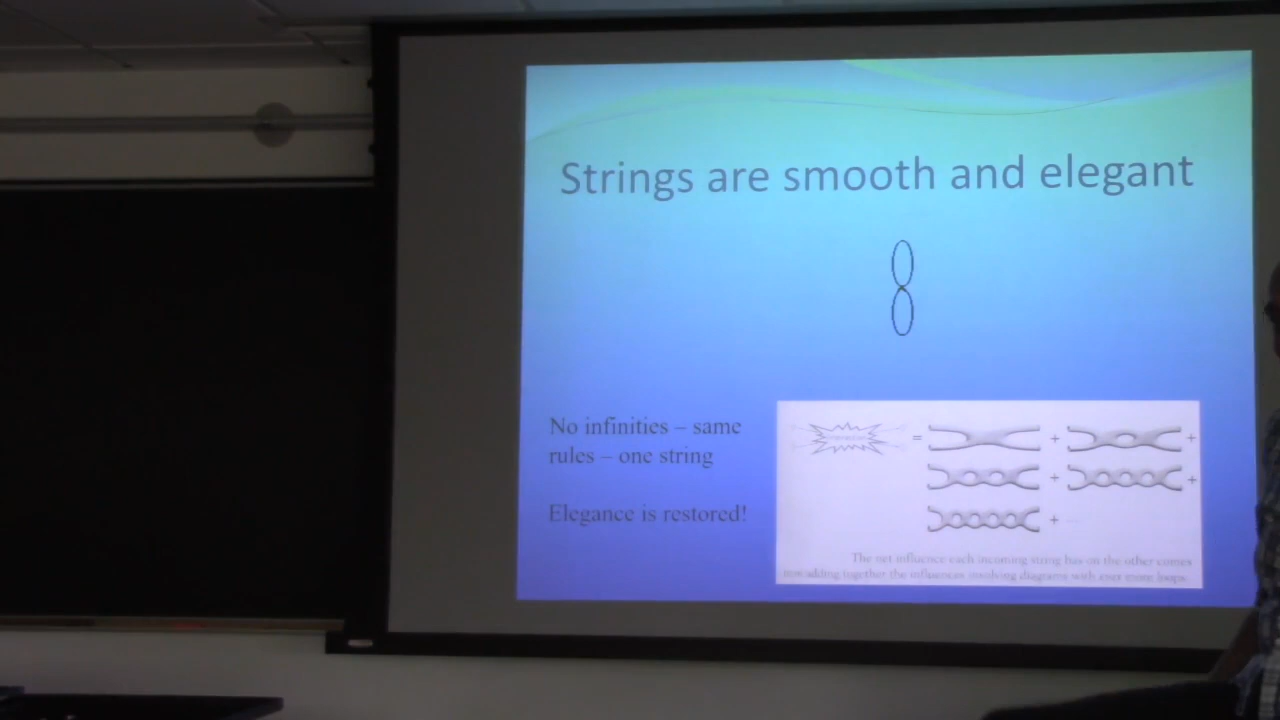 Strings are smooth and elegant
No infinities – same
rules – one string
Elegance is restored!
= + +
+ +
+
The net influence each incoming string has on the other comes
adding together the influences involving diagrams with ever more loops.